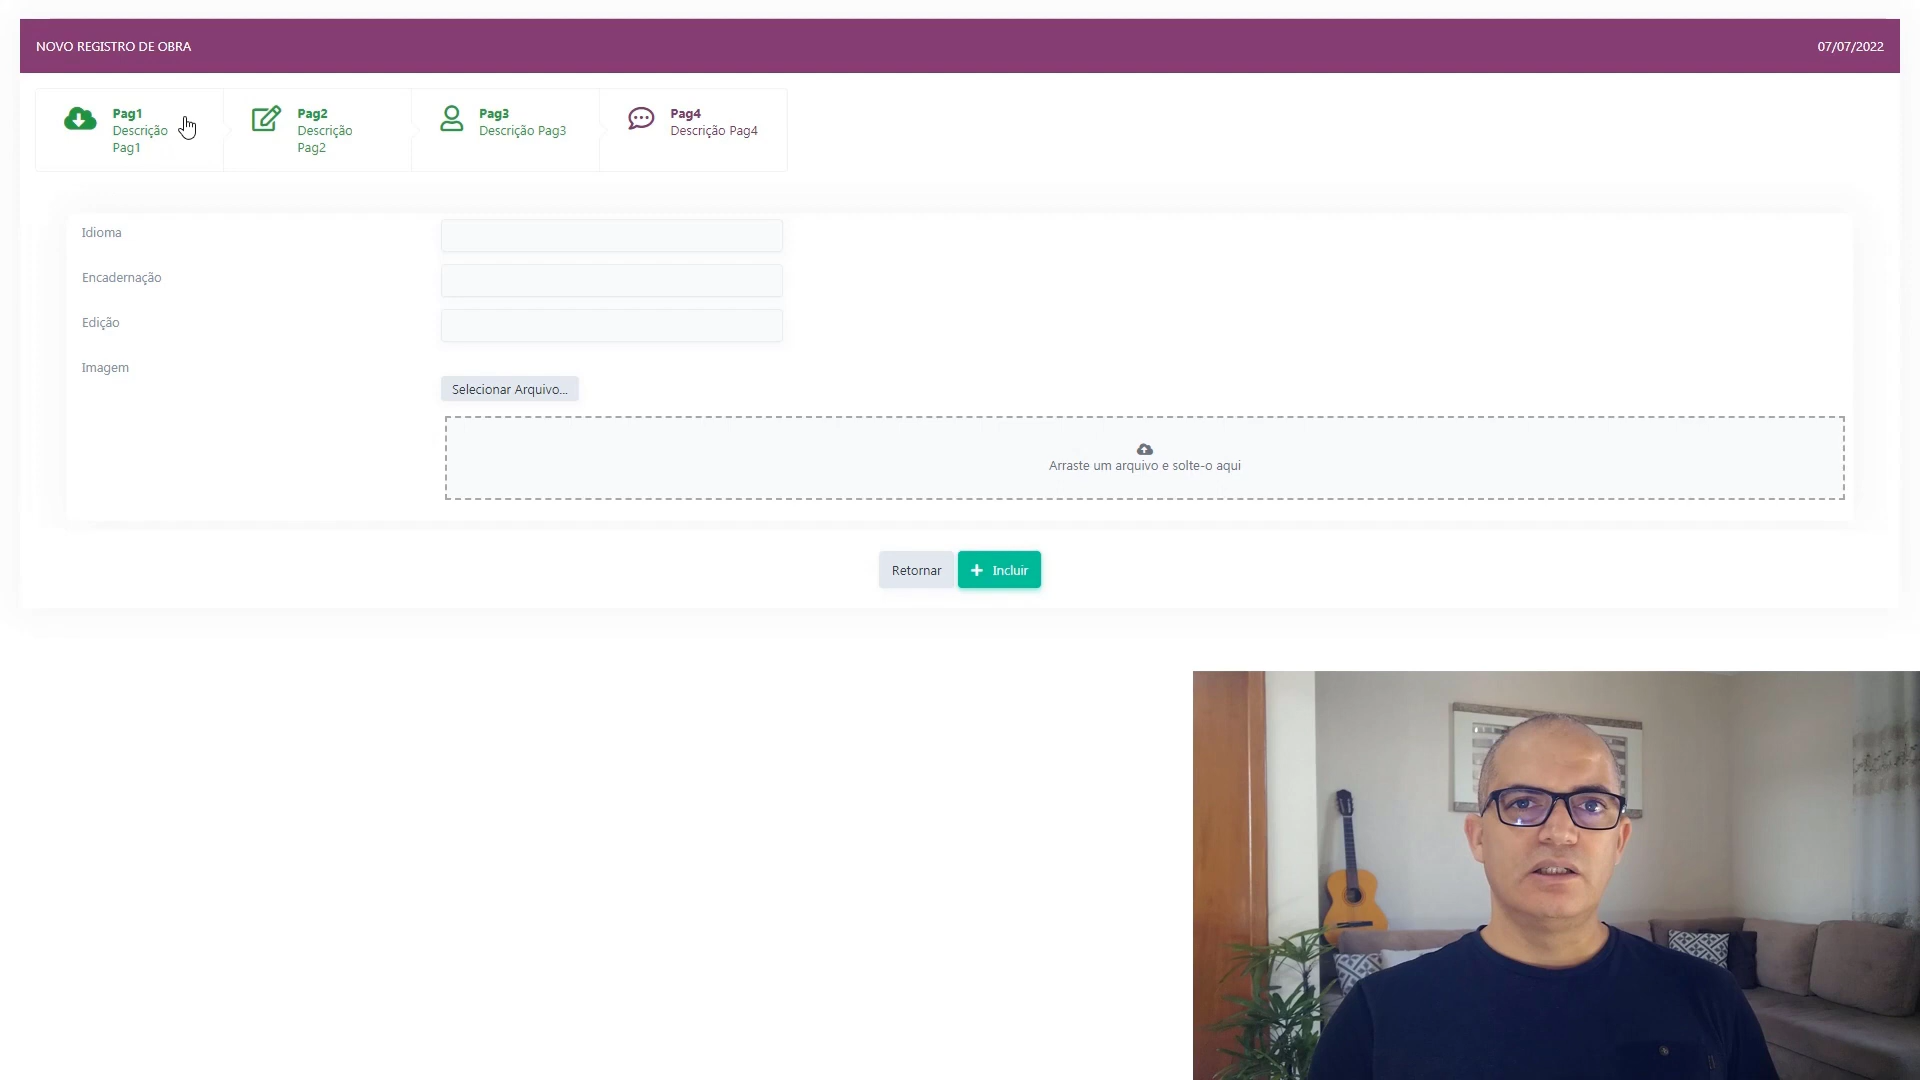 NOVO REGISTRO DE OBRA
07/07/2022
Pag1
Descrição
Pag1
Pag2
Descrição
Pag2
Pag3
Descrição Pag3
Pag4
Descrição Pag4
Idioma
Encadernação
Edição
Imagem
Selecionar Arquivo...
Arraste um arquivo e solte-o aqui
Retornar
Incluir